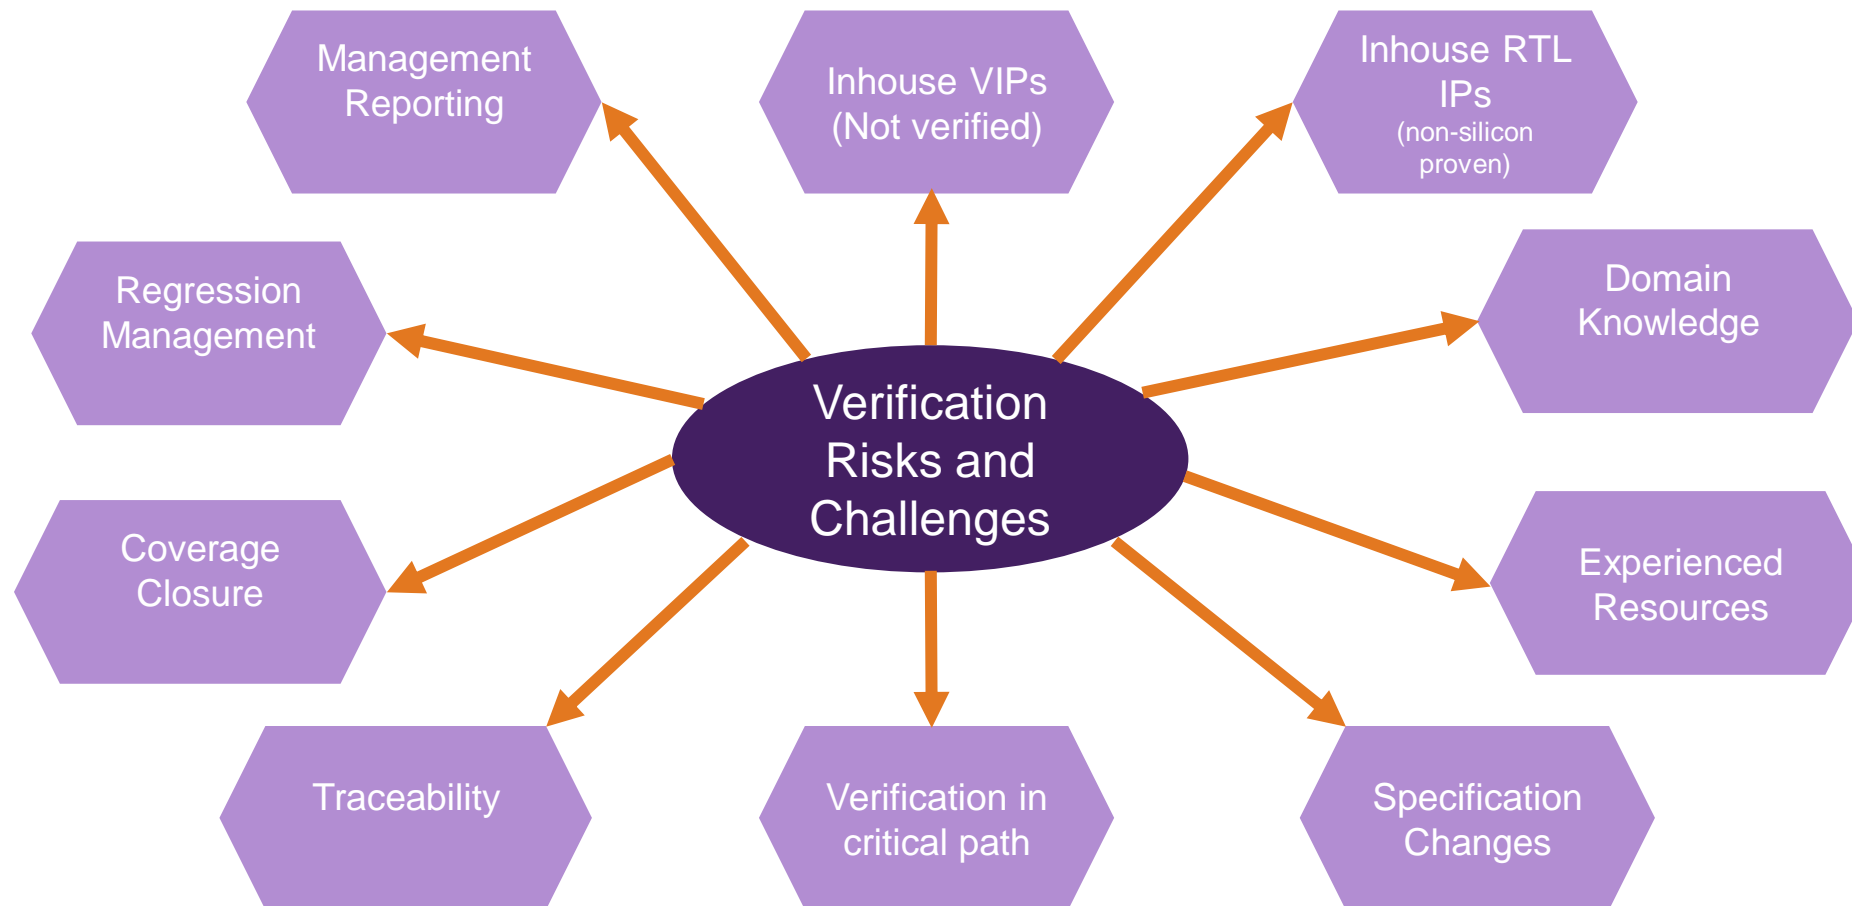 Management
Reporting
Inhouse VIPs
(Not verified)
Inhouse RTL
IPs
(non-silicon
proven)
Regression
Management
Domain
Knowledge
Verification
Risks and
Challenges
Coverage
Closure
Experienced
Resources
Traceability
Verification in
critical path
Specification
Changes